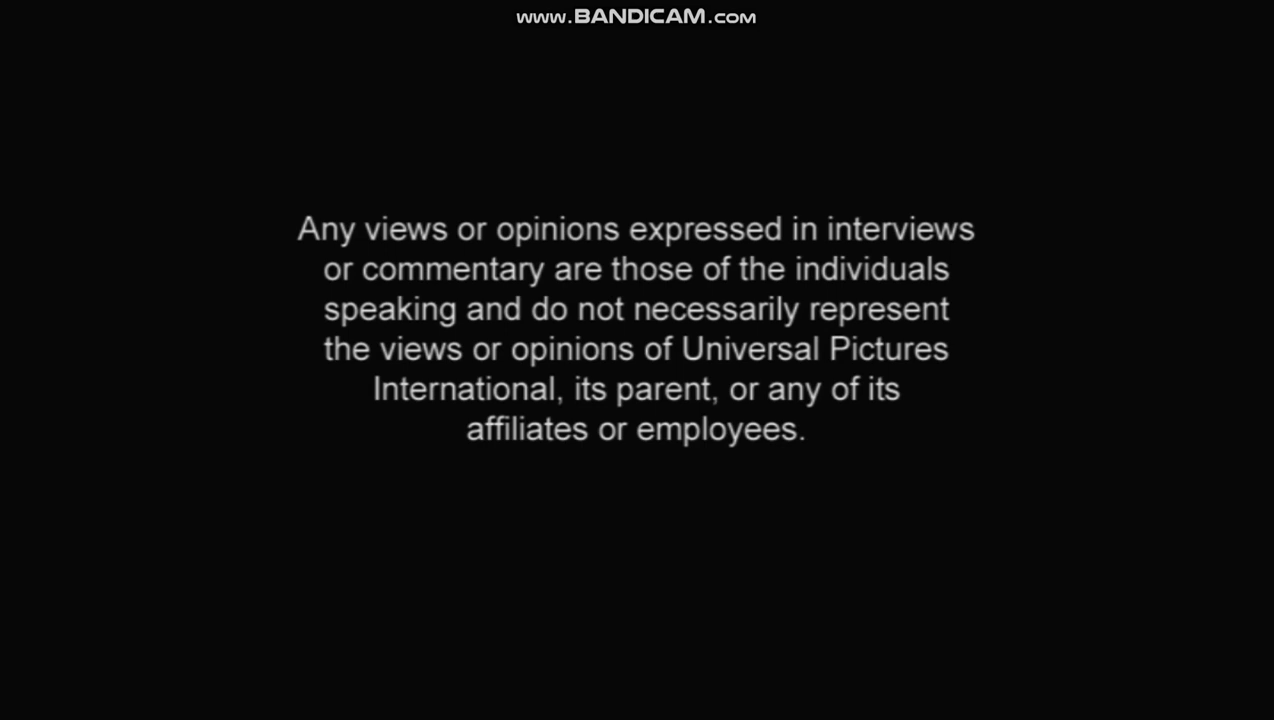 www.BANDICAM.com
Any views or opinions expressed in interviews
or commentary are those of the individuals
speaking and do not necessarily represent
the views or opinions of Universal Pictures
International, its parent, or any of its
affiliates or employees.